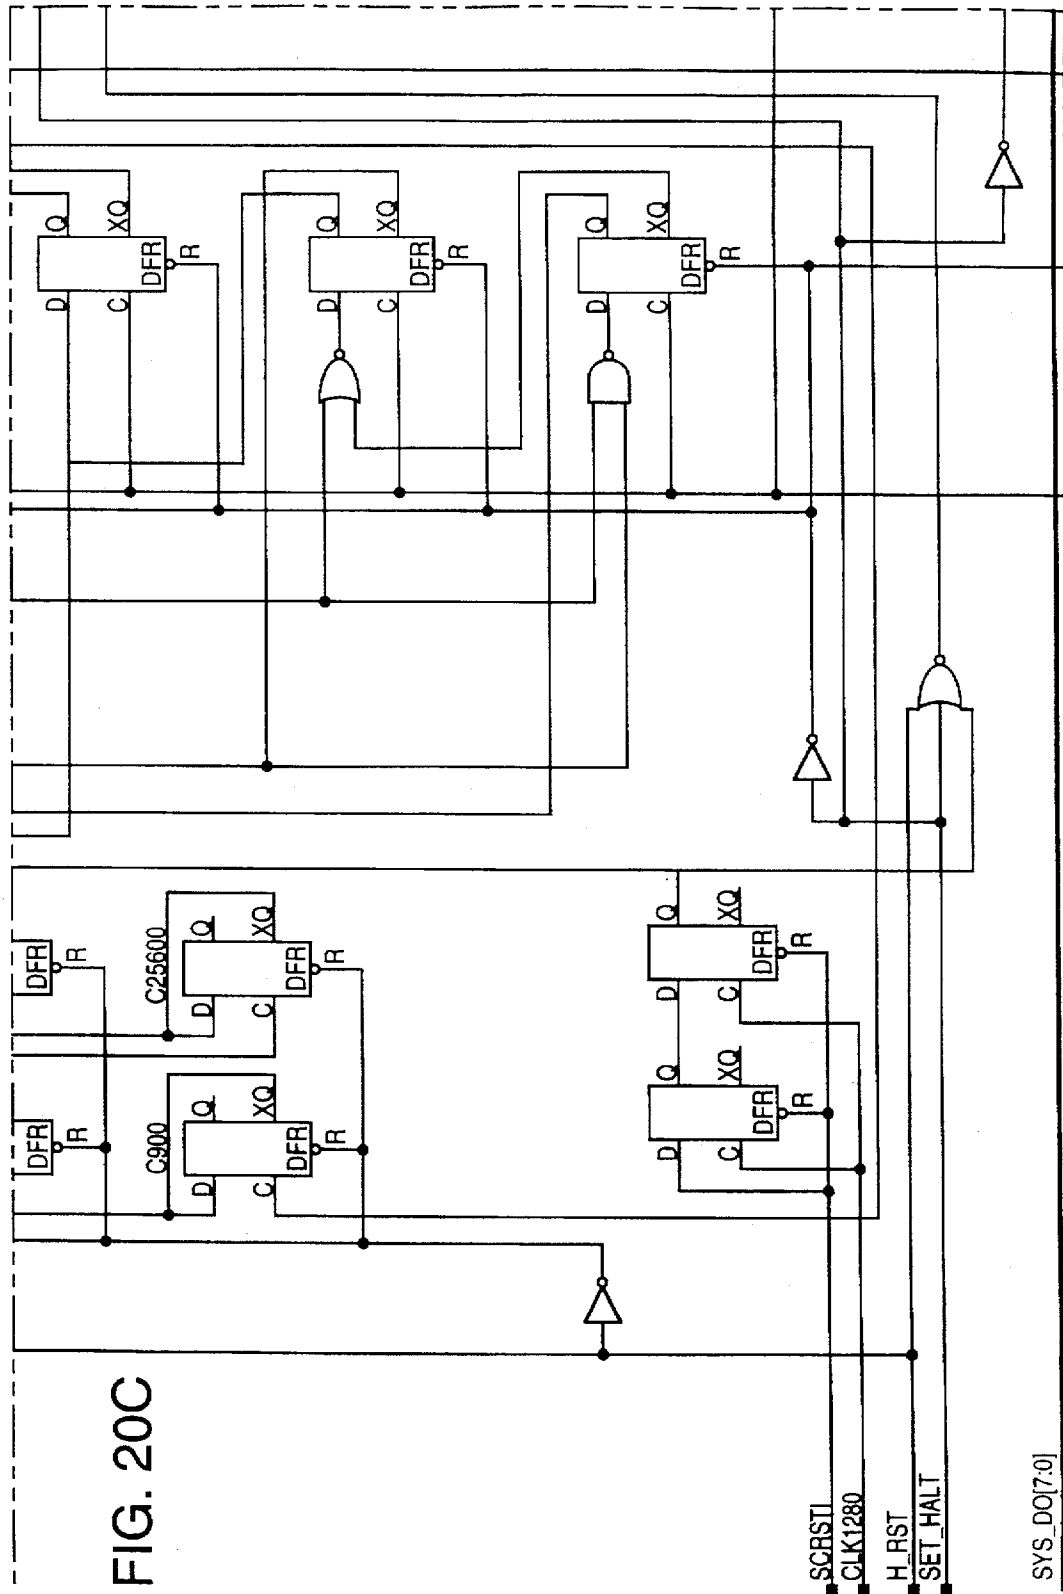 FIG. 20C
DFR
R
DFR
R
C900
D
Q
C
XQ
DFR
R
C25600
D
Q
C
XQ
DFR
R
D
Q
C
XQ
DFR
R
D
Q
C
XQ
DFR
R
D
Q
C
XQ
DFR
R
D
Q
C
XQ
DFR
R
D
Q
C
XQ
DFR
R
SCRSTI
CLK1280
H_RST
SET_HALT
SYS_DO[7:0]